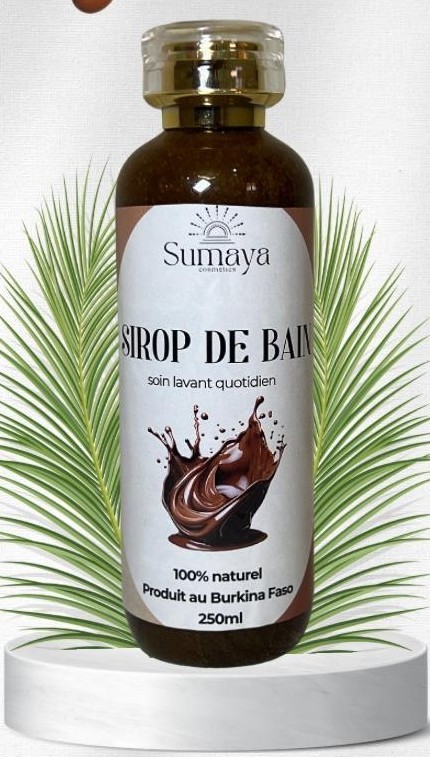 Sumaya
cosmetics
SIROP DE BAIN
soin lavant quotidien
100% naturel
Produit au Burkina Faso
250ml